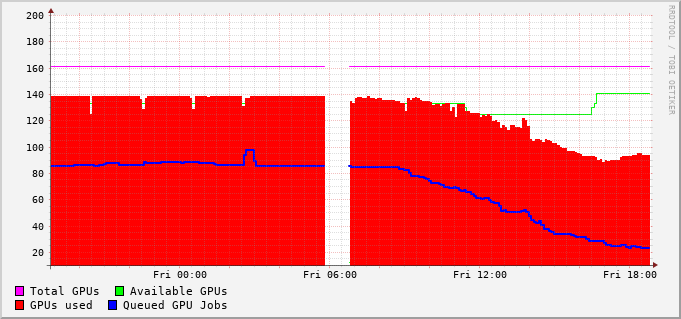 200
180
160
140
120
100
80
60
40
20
Fri 00:00 Fri 06:00 Fri 12:00 Fri 18:00
Total GPUs Available GPUs
GPUs used Queued GPU Jobs
RRDTOOL / TOBI OETIKER